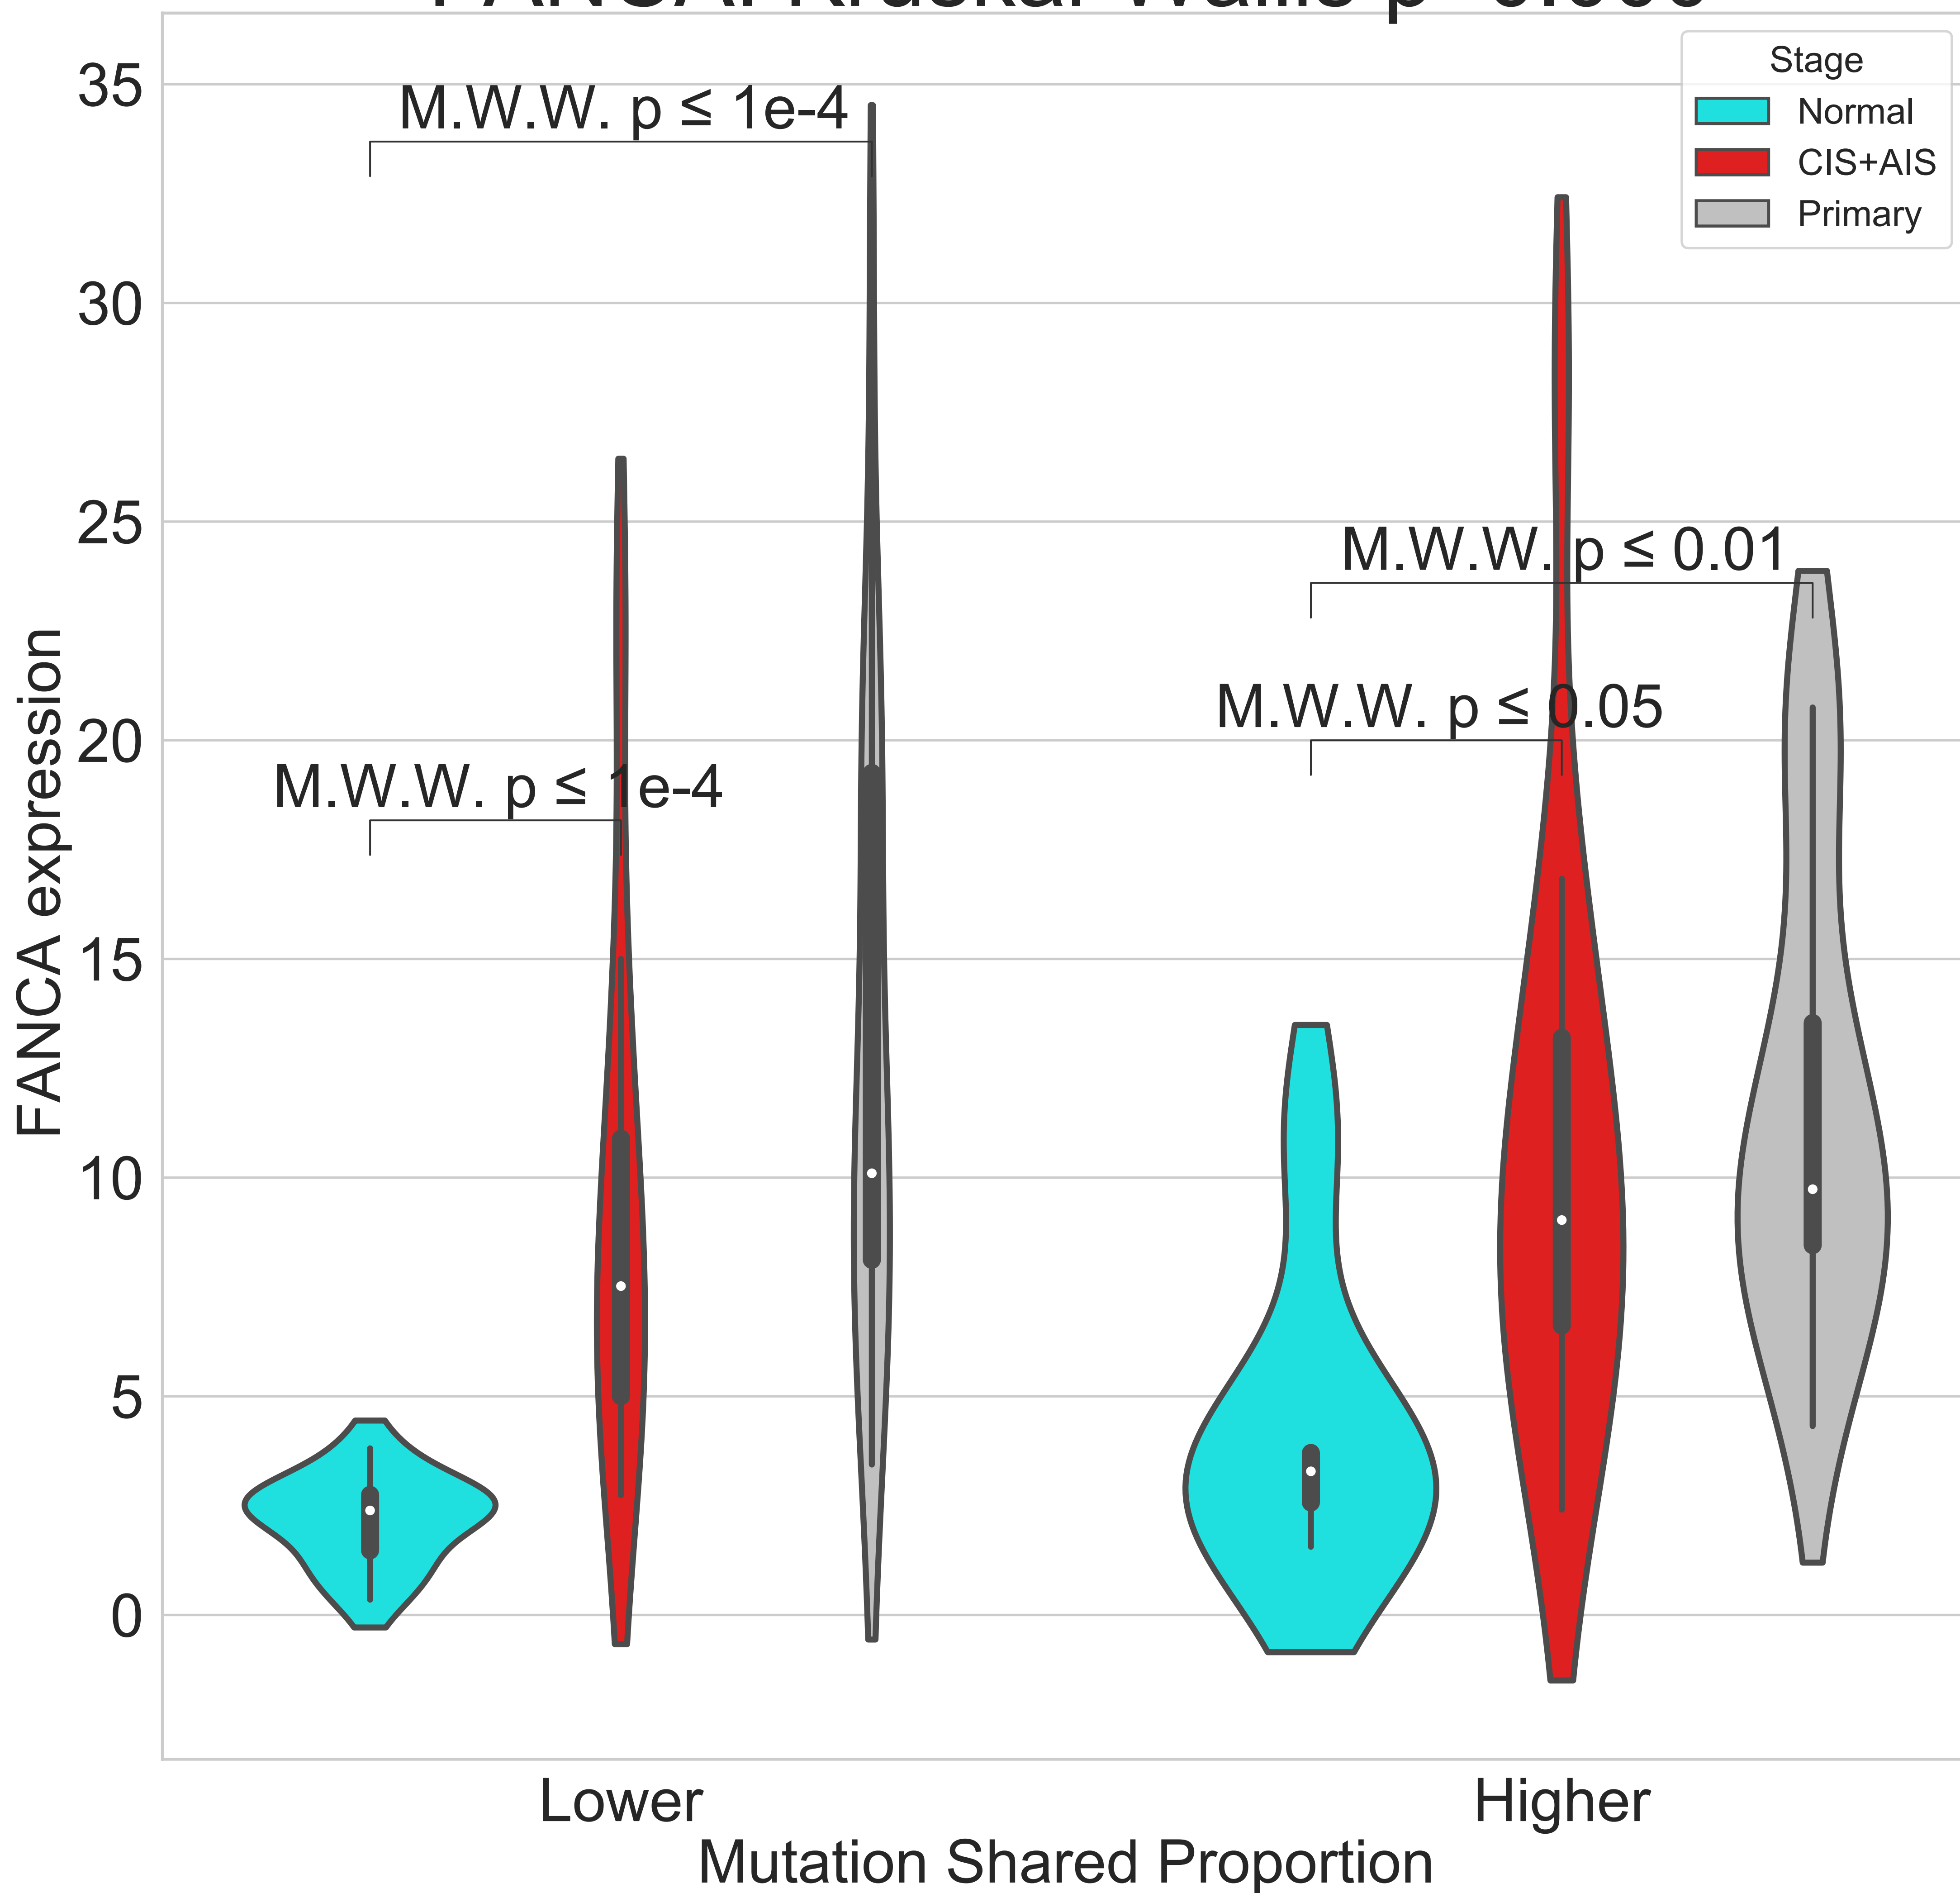 Stage
Normal
CIS+AIS
Primary
M.W.W. p ≤ 1e-4
M.W.W. p ≤ 0.01
M.W.W. p ≤ 0.05
M.W.W. p ≤ 1e-4
35
30
25
20
15
10
5
0
FANCA expression
Lower
Higher
Mutation Shared Proportion